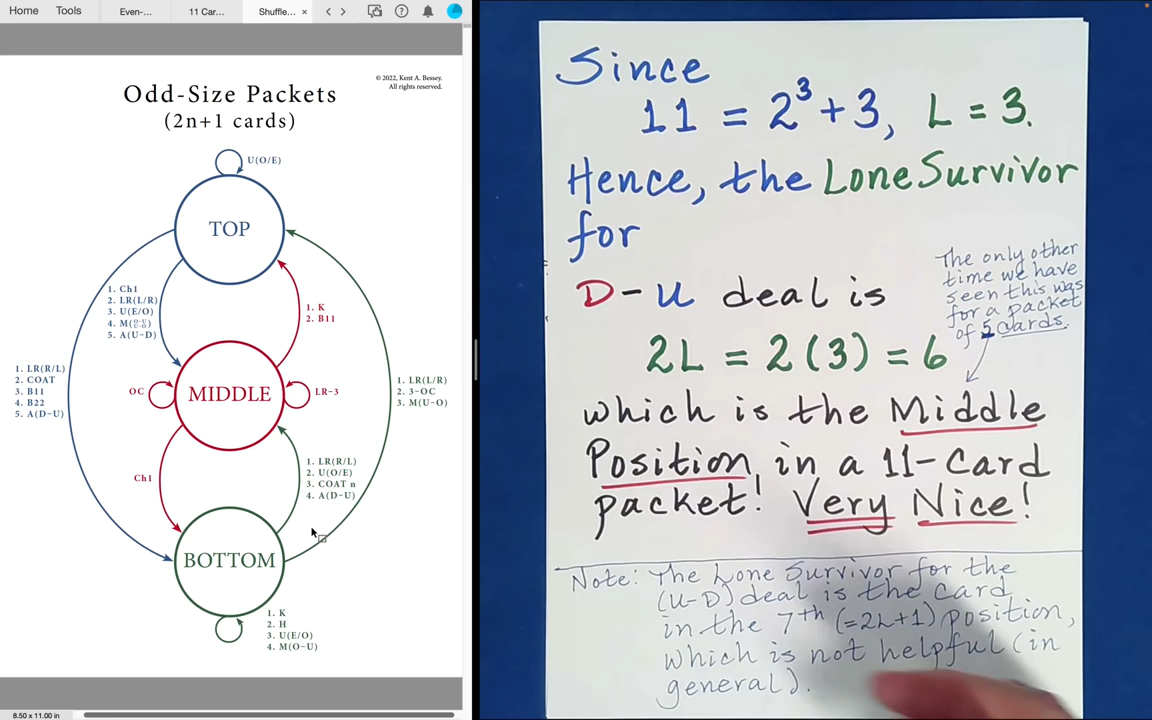 Home Tools Even-... 11 Car... Shuffle... ×
© 2022, Kent A. Bessey.
All rights reserved.
Odd-Size Packets
(2n+1 cards)
U(O/E)
TOP
1. Ch1
2. LR(L/R)
3. U(E/O)
5. A(U-D)
1. K
2. B11
1. LR(R/L)
2. COAT
3. B11
4. B22
5. A(D-U)
OC
MIDDLE
LR-3
1. LR(L/R)
2. 3-OC
3. M(U-O)
Ch1
1. LR(R/L)
2. U(O/E)
3. COAT n
4. A(D-U)
BOTTOM
1. K
2. H
3. U(E/O)
4. M(O-U)
8.50 x 11.00 in
Since
11 = 2³ + 3, L = 3.
Hence, the Lone Survivor
for
D-U deal is
2L = 2(3) = 6
The only other
time we have
seen this was
for a packet
of 5 cards.
which is the Middle
Position in a 11-Card
packet! Very Nice!
Note: The Lone Survivor for the
(U-D) deal is the card
in the 7th (=2L+1) position,
which is not helpful (in
general).